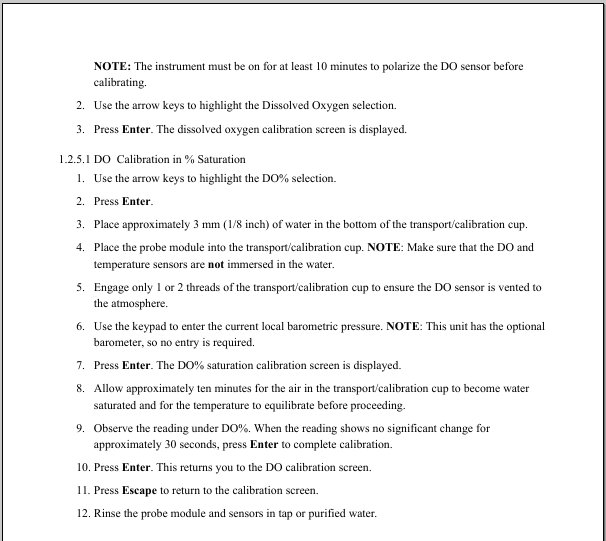 NOTE: The instrument must be on for at least 10 minutes to polarize the DO sensor before
calibrating.
2. Use the arrow keys to highlight the Dissolved Oxygen selection.
3. Press Enter. The dissolved oxygen calibration screen is displayed.
1.2.5.1 DO Calibration in % Saturation
1. Use the arrow keys to highlight the DO% selection.
2. Press Enter.
3. Place approximately 3 mm (1/8 inch) of water in the bottom of the transport/calibration cup.
4. Place the probe module into the transport/calibration cup. NOTE: Make sure that the DO and
temperature sensors are not immersed in the water.
5. Engage only 1 or 2 threads of the transport/calibration cup to ensure the DO sensor is vented to
the atmosphere.
6. Use the keypad to enter the current local barometric pressure. NOTE: This unit has the optional
barometer, so no entry is required.
7. Press Enter. The DO% saturation calibration screen is displayed.
8. Allow approximately ten minutes for the air in the transport/calibration cup to become water
saturated and for the temperature to equilibrate before proceeding.
9. Observe the reading under DO%. When the reading shows no significant change for
approximately 30 seconds, press Enter to complete calibration.
10. Press Enter. This returns you to the DO calibration screen.
11. Press Escape to return to the calibration screen.
12. Rinse the probe module and sensors in tap or purified water.